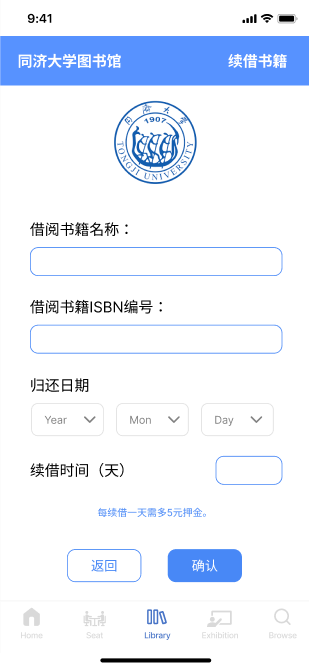 9:41
同济大学图书馆 续借书籍
同济大学
1907
TONGJI UNIVERSITY
借阅书籍名称：
借阅书籍ISBN编号：
归还日期
Year Mon Day
续借时间（天）
每续借一天需多5元押金。
返回 确认
Home Seat Library Exhibition Browse